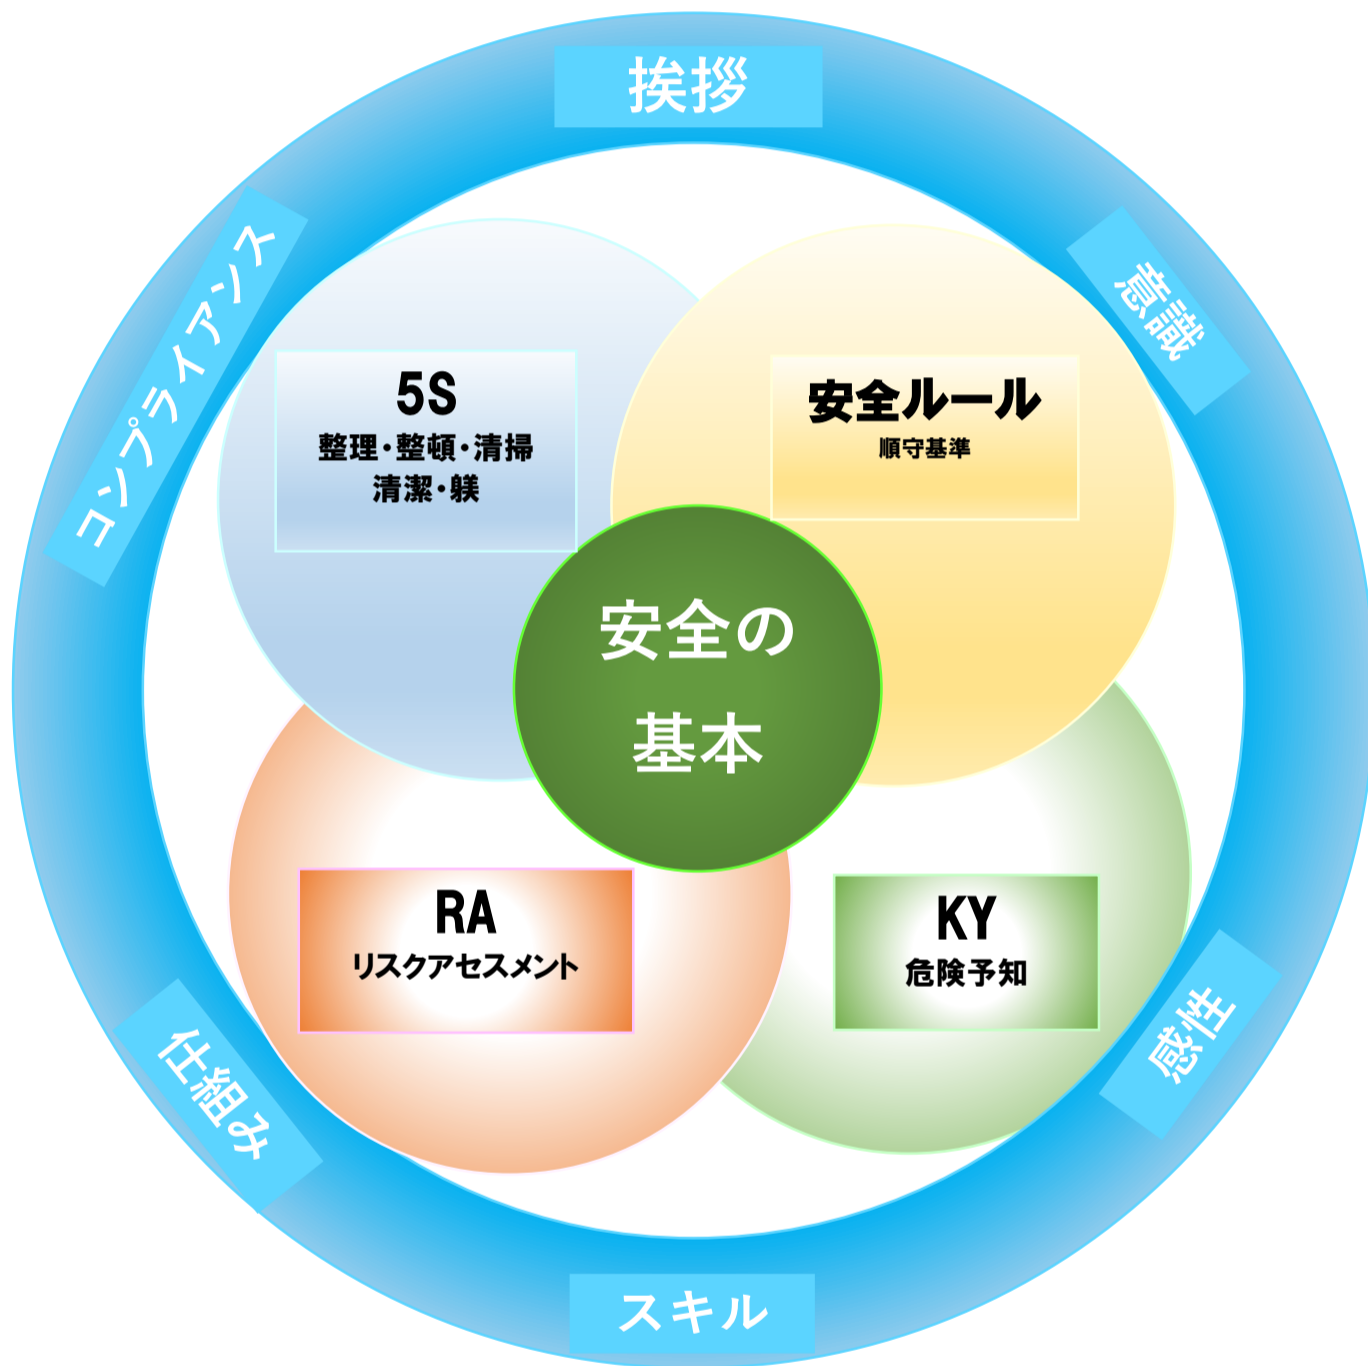 挨拶
コンプライアンス
意識
5S
整理・整頓・清掃
清潔・躾
安全ルール
順守基準
安全の
基本
RA
リスクアセスメント
KY
危険予知
仕組み
感性
スキル